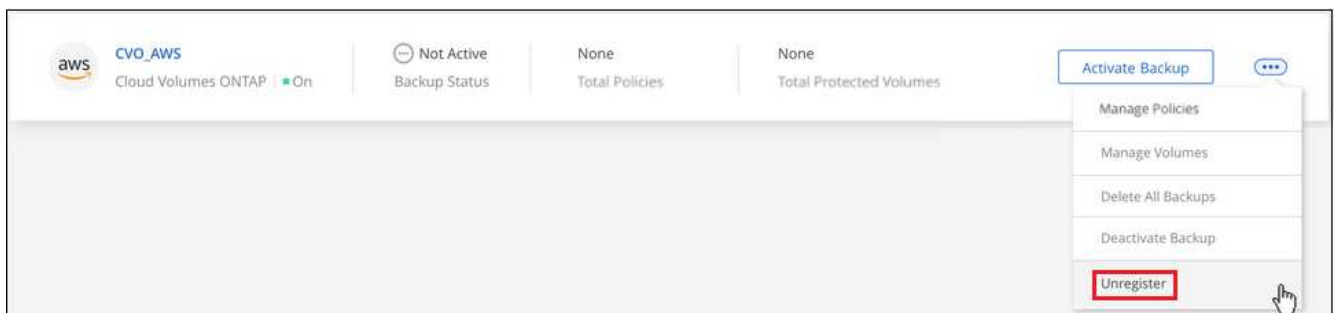 aws
CVO_AWS
Cloud Volumes ONTAP
On
Not Active
Backup Status
None
Total Policies
None
Total Protected Volumes
Activate Backup
Manage Policies
Manage Volumes
Delete All Backups
Deactivate Backup
Unregister